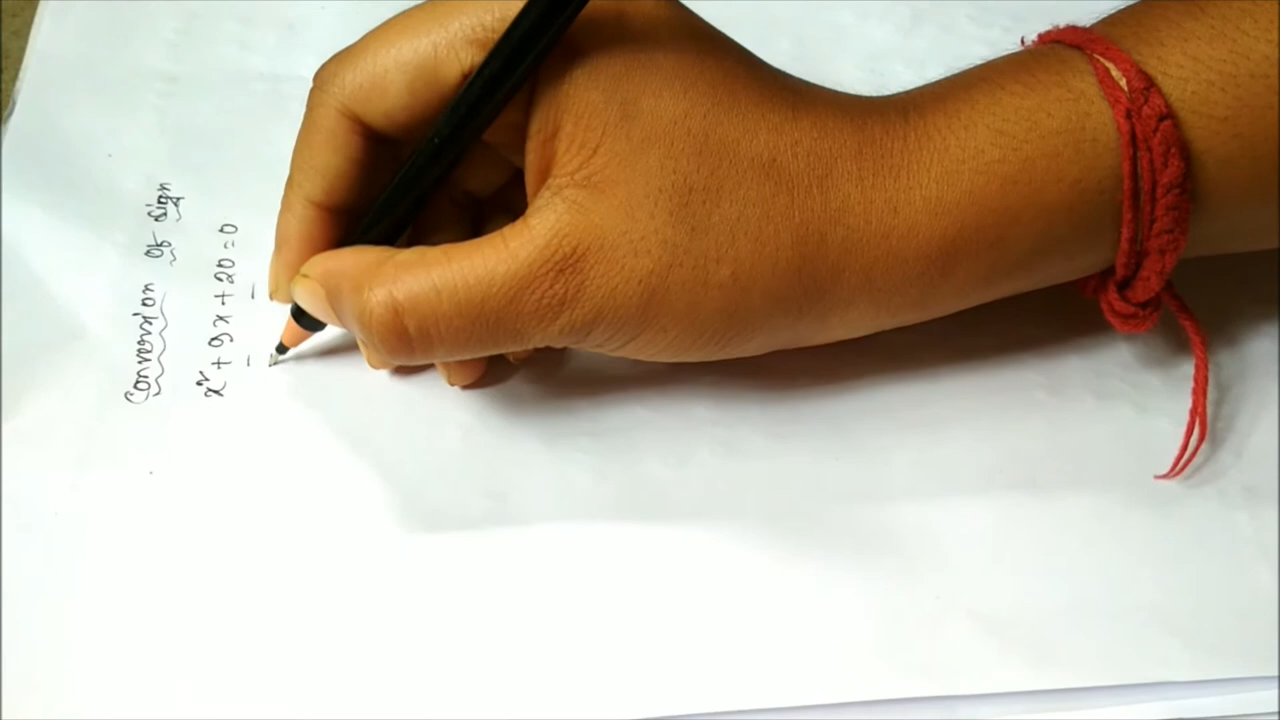 Conversion of sign
x² + 9x + 20 = 0
- -